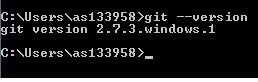 C:\Users\as133958>git --version
git version 2.7.3.windows.1
C:\Users\as133958>_